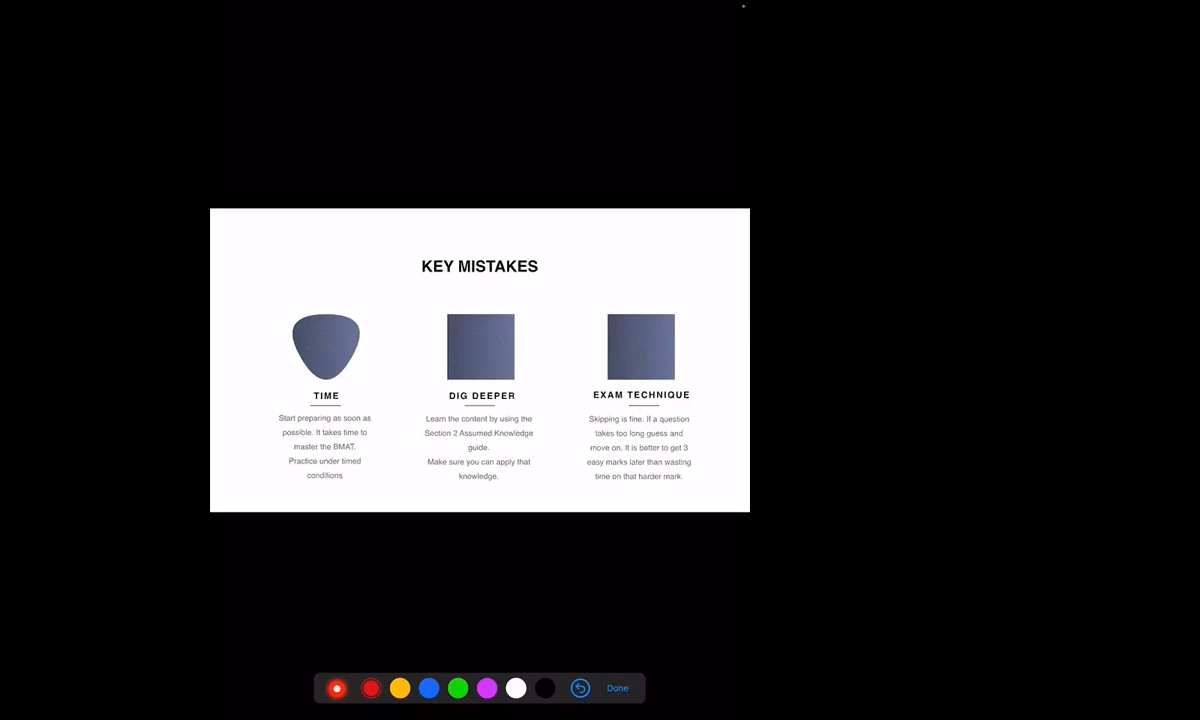 KEY MISTAKES
TIME
Start preparing as soon as
possible. It takes time to
master the BMAT.
Practice under timed
conditions
DIG DEEPER
Learn the content by using the
Section 2 Assumed Knowledge
guide.
Make sure you can apply that
knowledge.
EXAM TECHNIQUE
Skipping is fine. If a question
takes too long guess and
move on. It is better to get 3
easy marks later than wasting
time on that harder mark.
Done